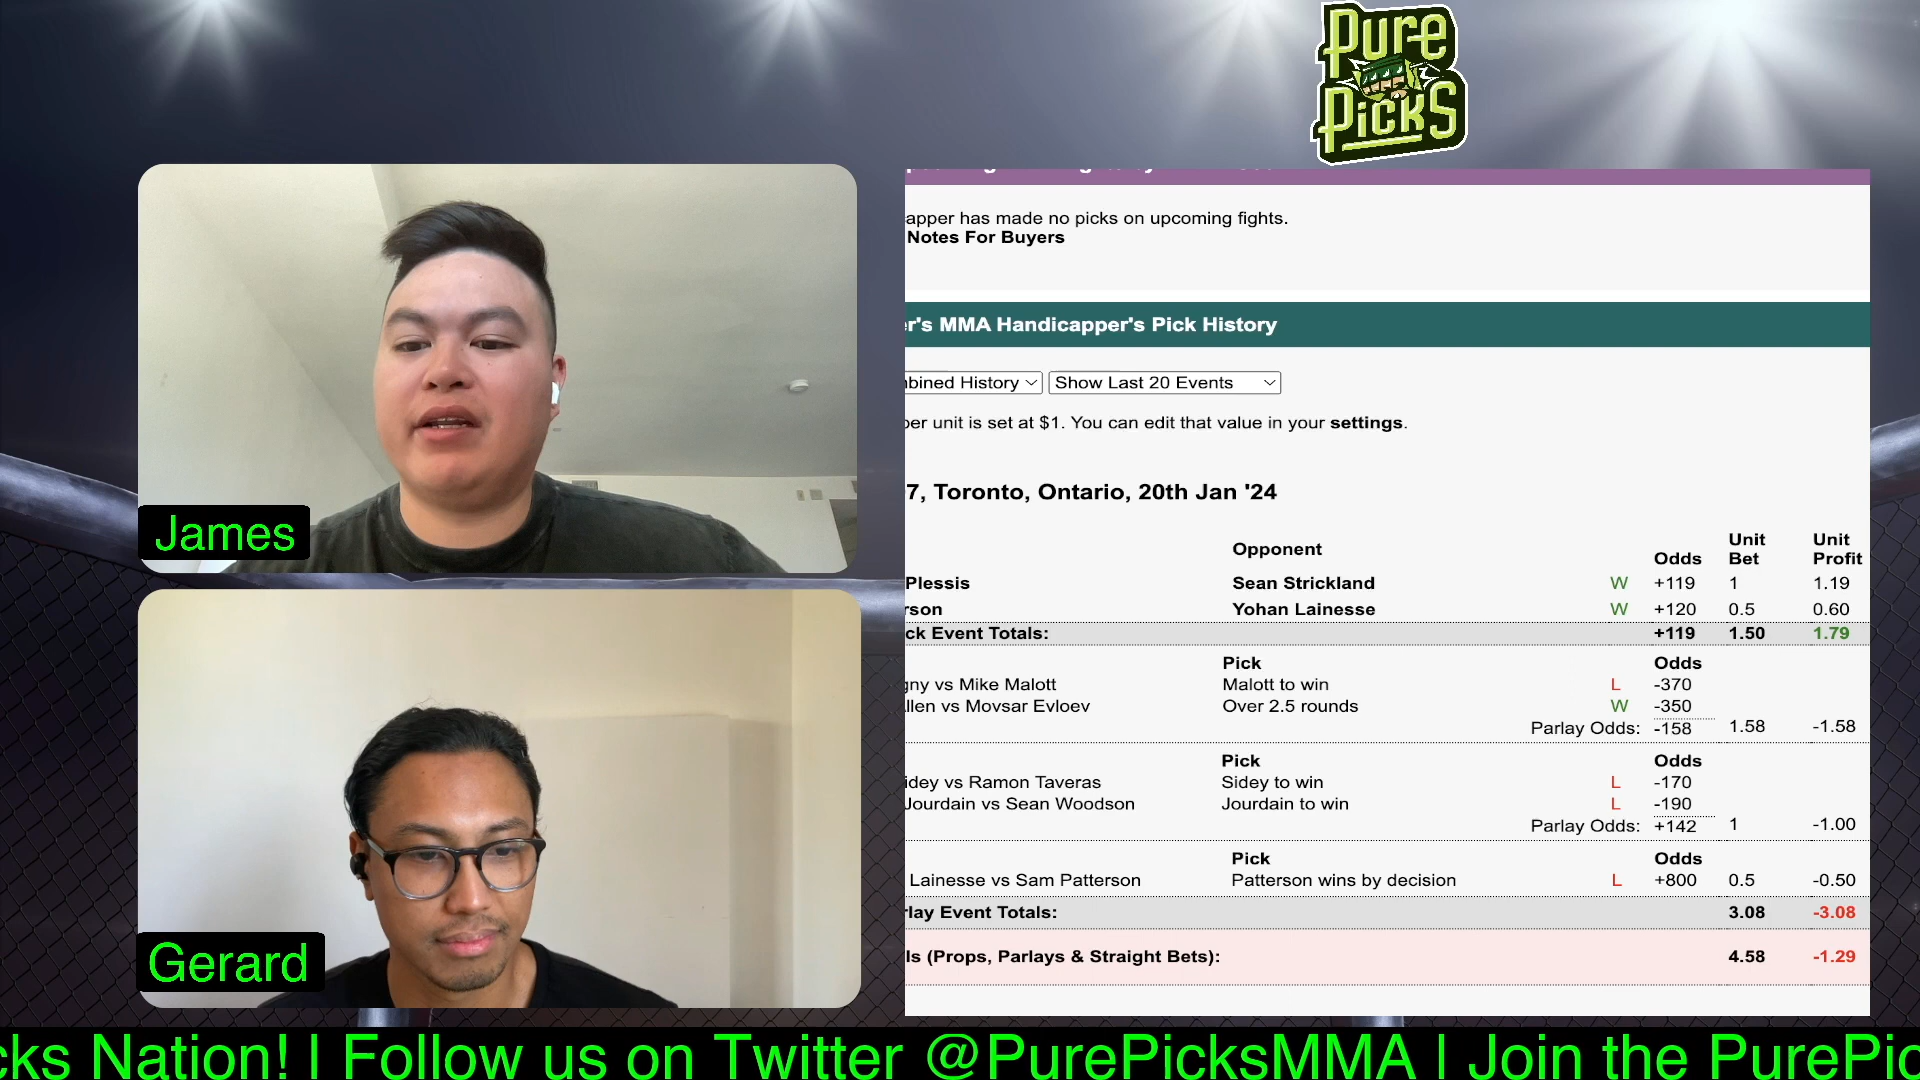 Pure
Picks
James
Gerard
apper has made no picks on upcoming fights.
Notes For Buyers
er's MMA Handicapper's Pick History
nbined History
Show Last 20 Events
per unit is set at $1. You can edit that value in your settings.
7, Toronto, Ontario, 20th Jan '24
Opponent Odds Unit Bet Unit Profit
Plessis Sean Strickland W +119 1 1.19
rson Yohan Lainesse W +120 0.5 0.60
ck Event Totals: +119 1.50 1.79
Pick Odds
gny vs Mike Malott Malott to win L -370
llen vs Movsar Evloev Over 2.5 rounds W -350
Parlay Odds: -158 1.58 -1.58
Pick Odds
idey vs Ramon Taveras Sidey to win L -170
Jourdain vs Sean Woodson Jourdain to win L -190
Parlay Odds: +142 1 -1.00
Pick Odds
Lainesse vs Sam Patterson Patterson wins by decision L +800 0.5 -0.50
rlay Event Totals: 3.08 -3.08
ls (Props, Parlays & Straight Bets): 4.58 -1.29
cks Nation! | Follow us on Twitter @PurePicksMMA | Join the PurePic